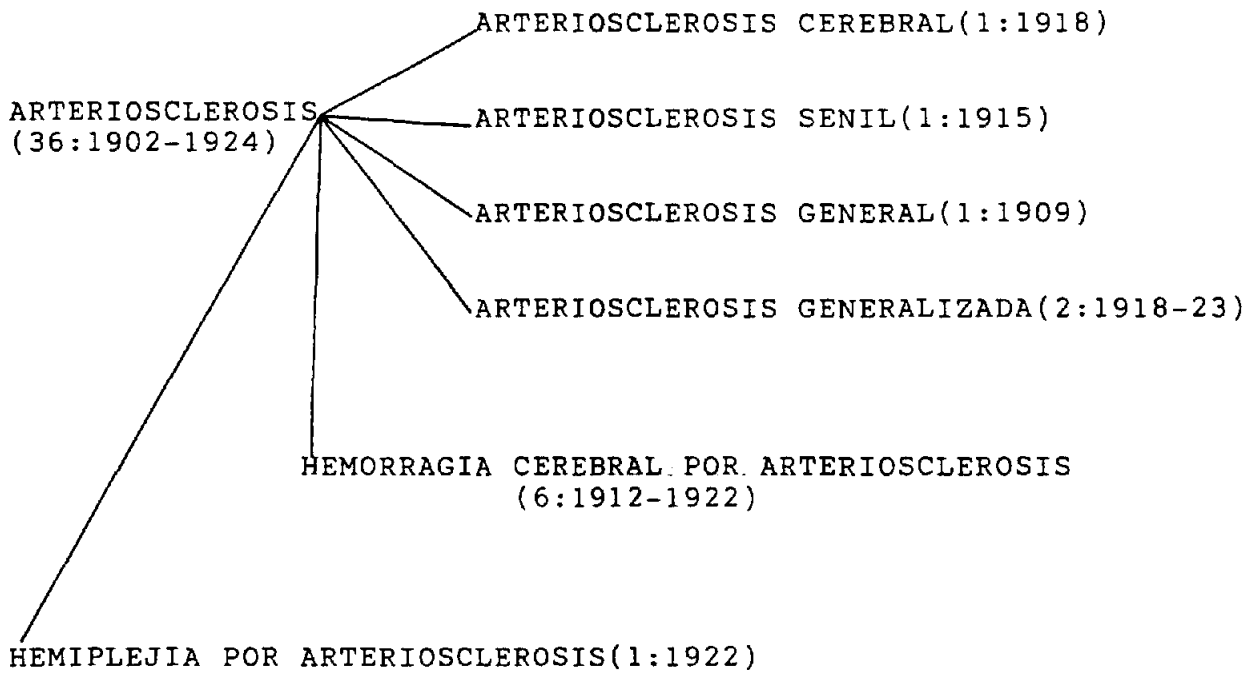 ARTERIOSCLEROSIS CEREBRAL(1:1918)
ARTERIOSCLEROSIS
(36:1902-1924)
ARTERIOSCLEROSIS SENIL(1:1915)
ARTERIOSCLEROSIS GENERAL(1:1909)
ARTERIOSCLEROSIS GENERALIZADA(2:1918-23)
HEMORRAGIA CEREBRAL POR ARTERIOSCLEROSIS
(6:1912-1922)
HEMIPLEJIA POR ARTERIOSCLEROSIS(1:1922)